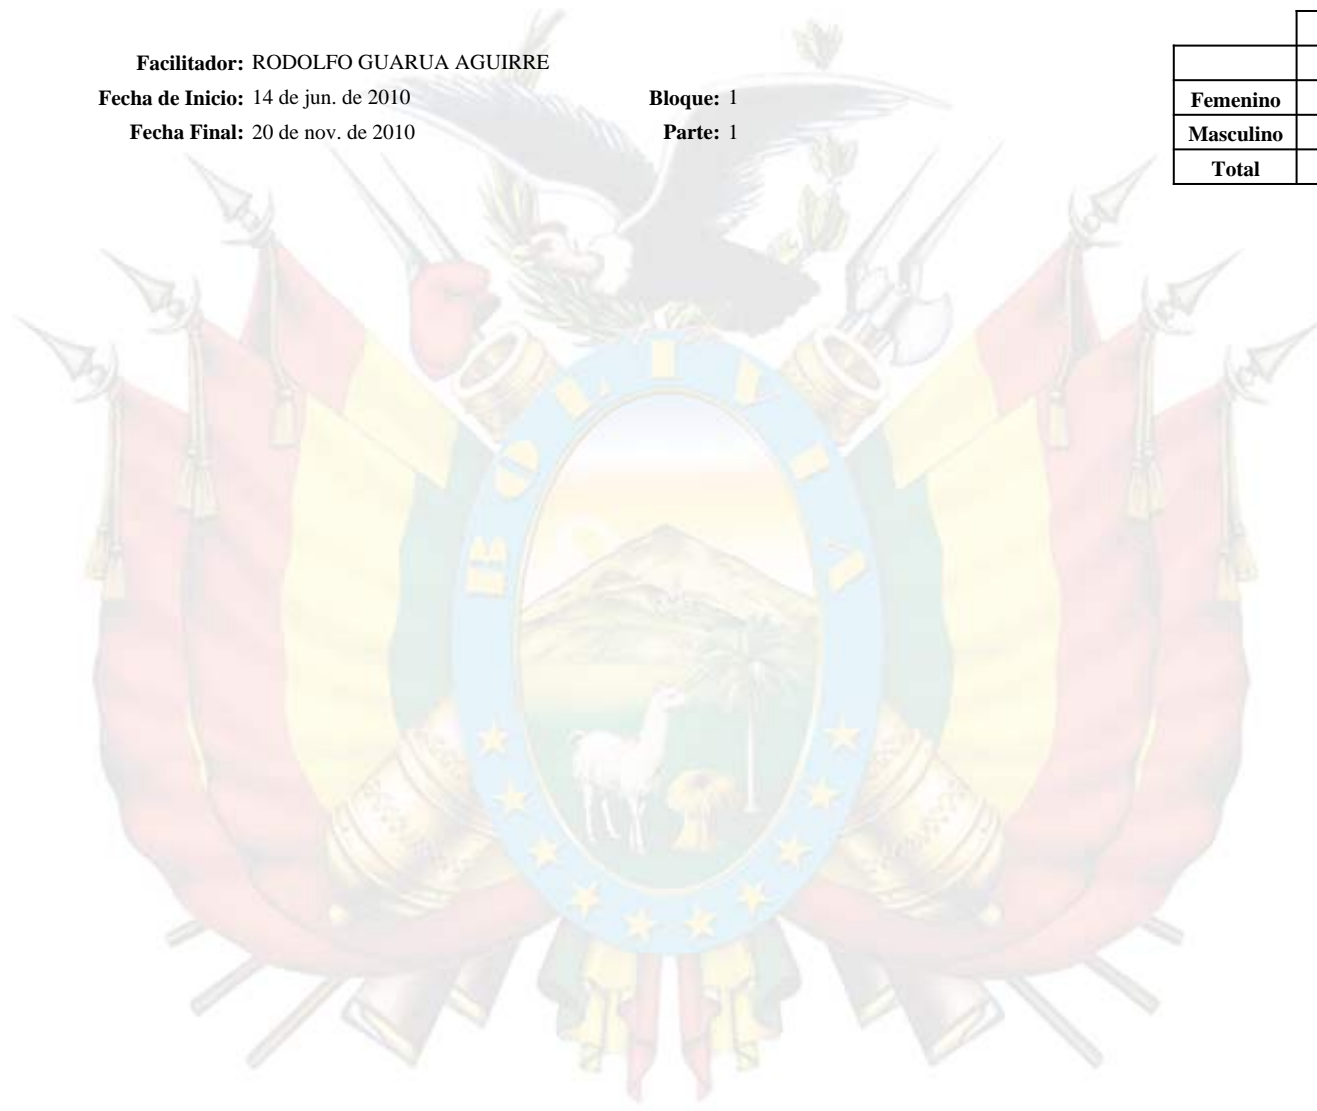 Facilitador: RODOLFO GUARUA AGUIRRE
Fecha de Inicio: 14 de jun. de 2010 Bloque: 1
Fecha Final: 20 de nov. de 2010 Parte: 1
Femenino
Masculino
Total
BOLIVIA